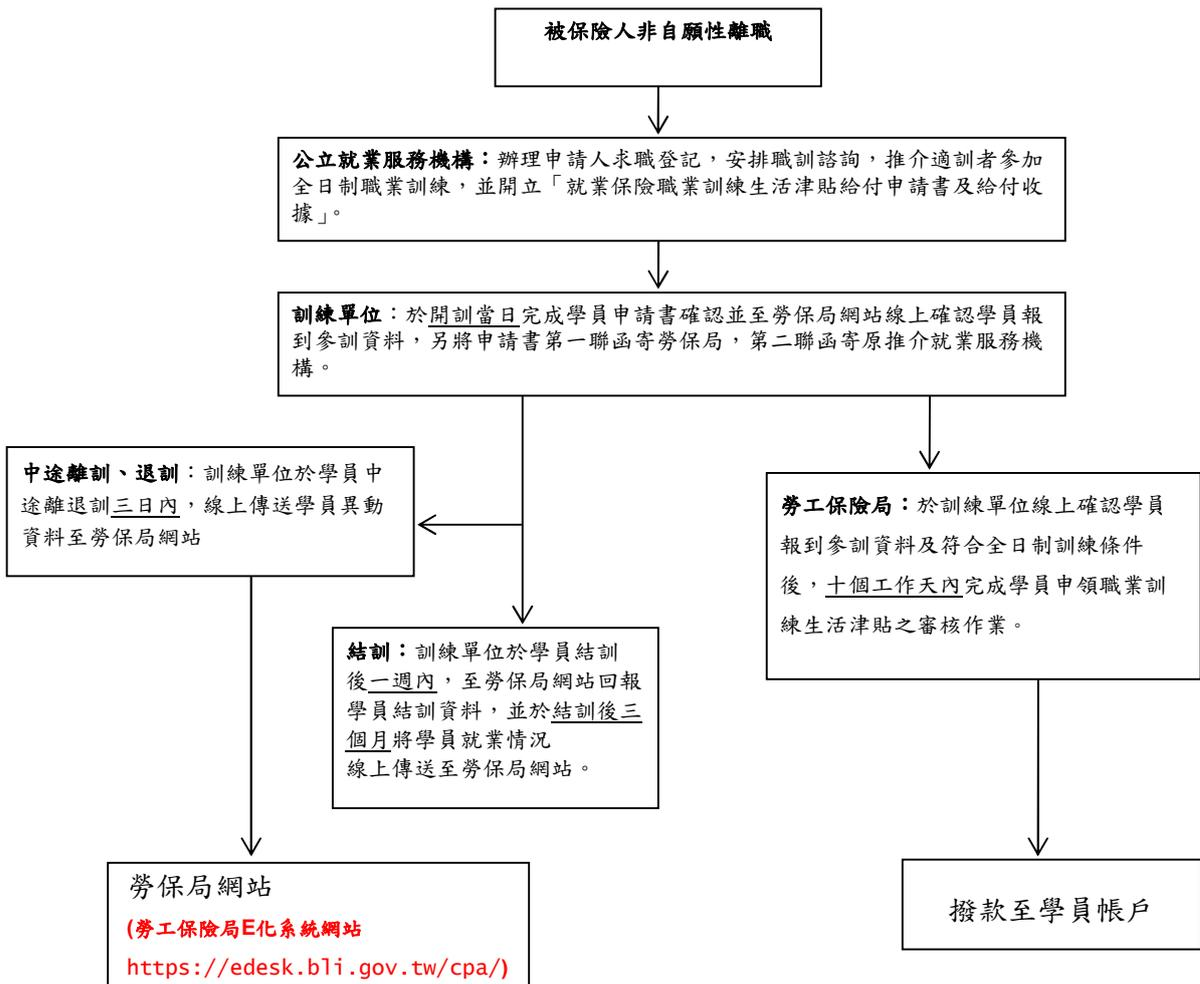 被保險人非自願性離職
公立就業服務機構：辦理申請人求職登記，安排職訓諮詢，推介適訓者參加
全日制職業訓練，並開立「就業保險職業訓練生活津貼給付申請書及給付收
據」。
訓練單位：於開訓當日完成學員申請書確認並至勞保局網站線上確認學員報
到參訓資料，另將申請書第一聯函寄勞保局，第二聯函寄原推介就業服務機
構。
中途離訓、退訓：訓練單位於學員中
途離退訓三日內，線上傳送學員異動
資料至勞保局網站
勞工保險局：於訓練單位線上確認學員
報到參訓資料及符合全日制訓練條件
後，十個工作天內完成學員申領職業訓
練生活津貼之審核作業。
結訓：訓練單位於學員結訓
後一週內，至勞保局網站回報
學員結訓資料，並於結訓後三
個月將學員就業情況
線上傳送至勞保局網站。
勞保局網站
(勞工保險局E化系統網站
https://edesk.bli.gov.tw/cpa/)
撥款至學員帳戶